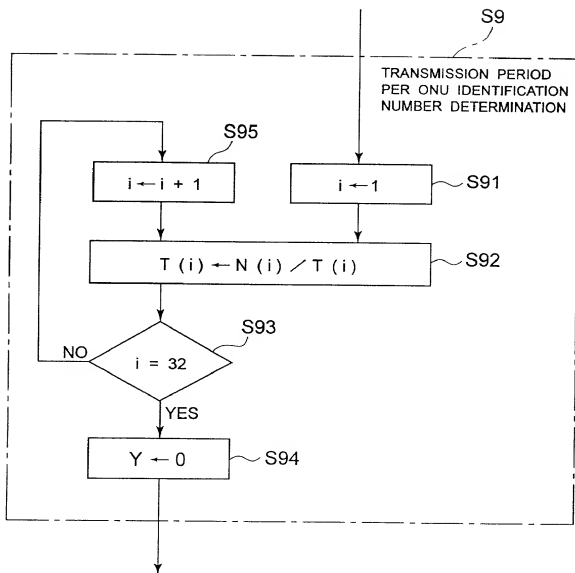 S9
TRANSMISSION PERIOD
PER ONU IDENTIFICATION
NUMBER DETERMINATION
S95
i ← i + 1
i ← 1
S91
T (i) ← N (i) / T (i)
S92
S93
NO
i = 32
YES
Y ← 0
S94